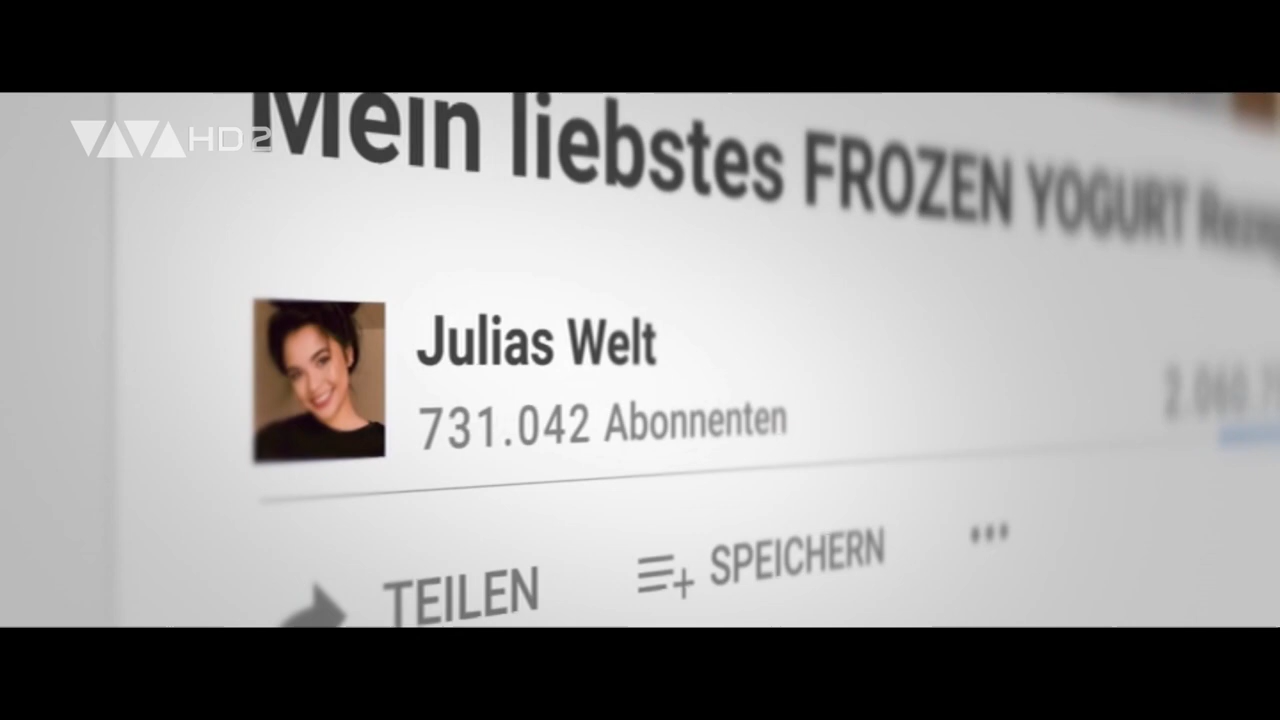 VIVA HD 2
Mein liebstes FROZEN YOGURT
Julias Welt
731.042 Abonnenten
TEILEN
SPEICHERN